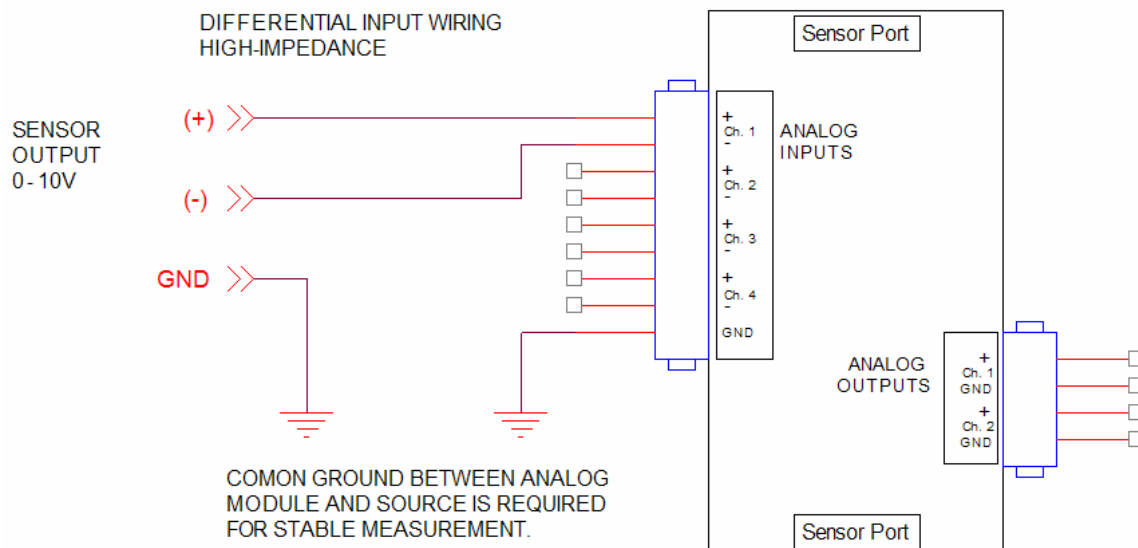 DIFFERENTIAL INPUT WIRING
HIGH-IMPEDANCE
Sensor Port
SENSOR
OUTPUT
0 - 10V
(+)
(-)
GND
+
Ch. 1
-
+
Ch. 2
-
+
Ch. 3
-
+
Ch. 4
-
GND
ANALOG
INPUTS
ANALOG
OUTPUTS
+
Ch. 1
GND
+
Ch. 2
GND
COMON GROUND BETWEEN ANALOG
MODULE AND SOURCE IS REQUIRED
FOR STABLE MEASUREMENT.
Sensor Port